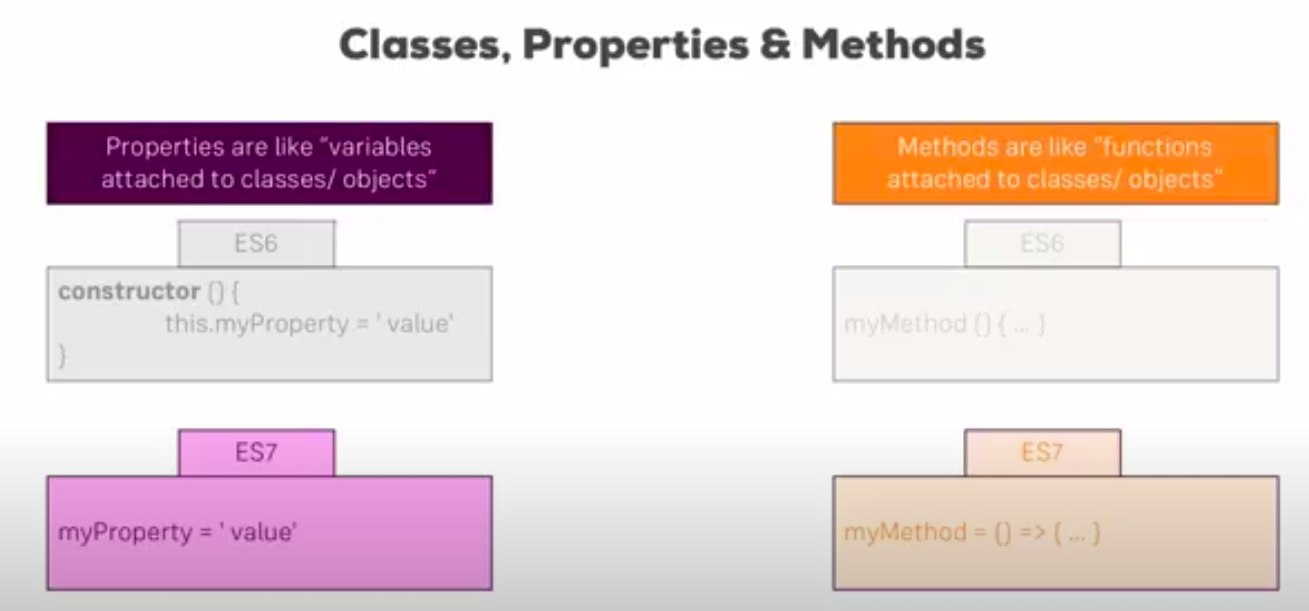 Classes, Properties & Methods
Properties are like "variables
attached to classes/ objects"
ES6
constructor () {
this.myProperty = ' value'
}
ES7
myProperty = ' value'
Methods are like "functions
attached to classes/ objects"
ES6
myMethod () { ... }
ES7
myMethod = () => { ... }